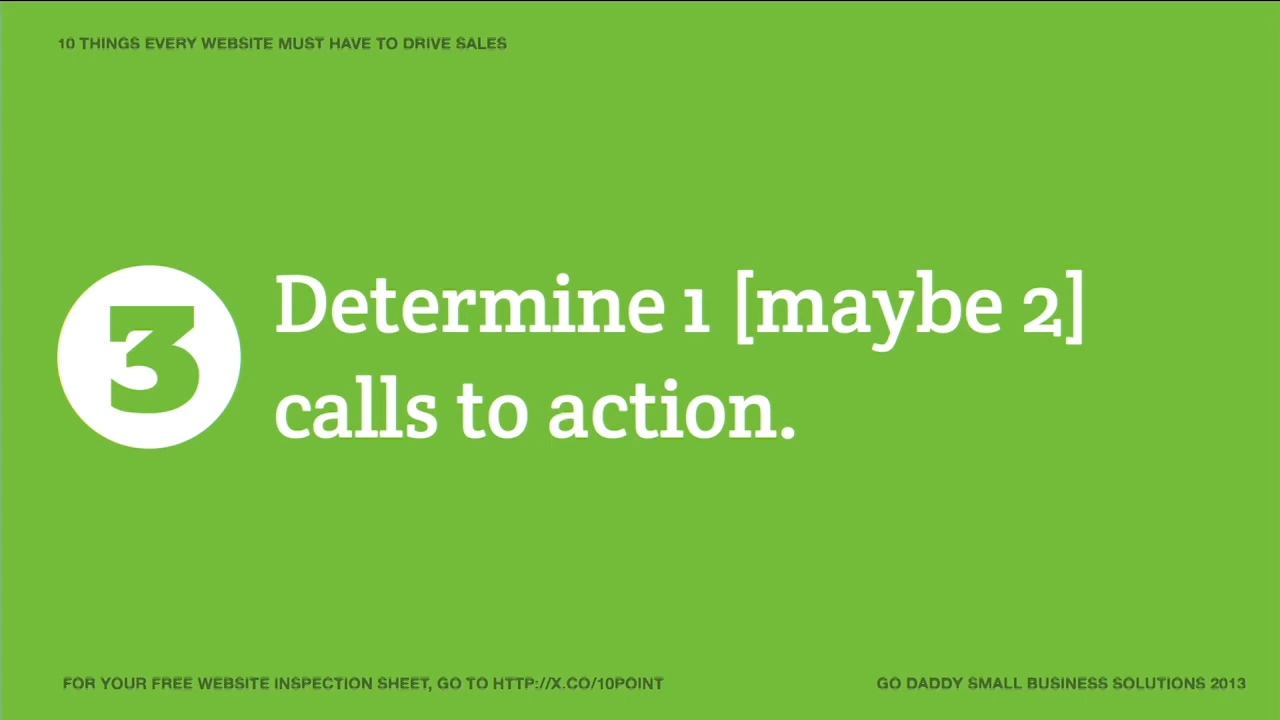 10 THINGS EVERY WEBSITE MUST HAVE TO DRIVE SALES
3
Determine 1 [maybe 2]
calls to action.
FOR YOUR FREE WEBSITE INSPECTION SHEET, GO TO HTTP://X.CO/10POINT
GO DADDY SMALL BUSINESS SOLUTIONS 2013